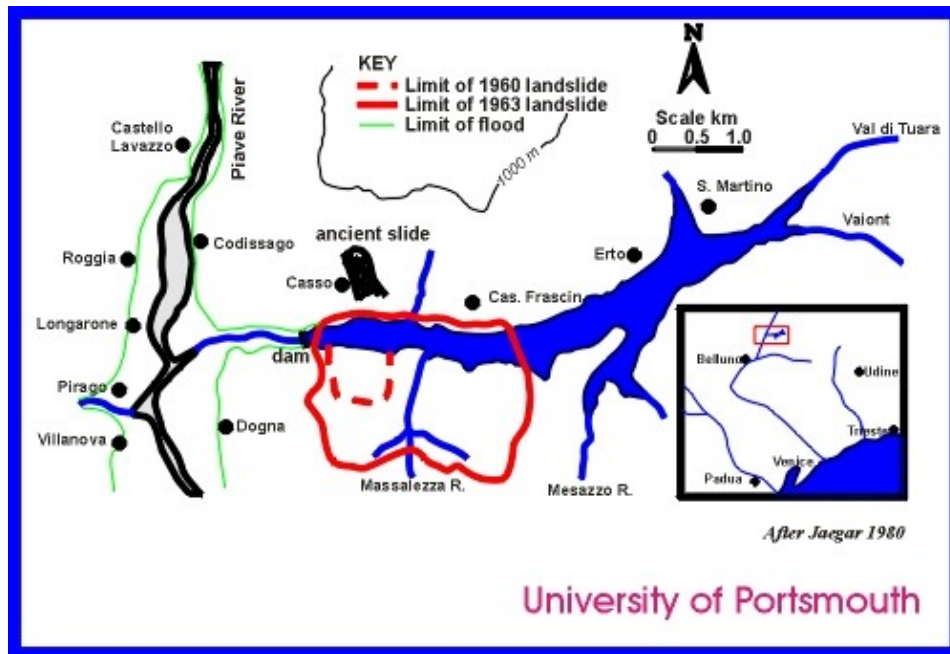 N
KEY
Limit of 1960 landslide
Limit of 1963 landslide
Limit of flood
Scale km
0 0.5 1.0
Val di Tuara
Castello
Lavazzo
Piave River
1000 m
S. Martino
Vaiont
ancient slide
Codissago
Roggia
Erto
Casso
Cas. Frascin
Longarone
dam
Belluno
Udine
Pirago
Dogna
Trieste
Villanova
Venice
Massalezza R.
Mesazzo R.
Padua
After Jaegar 1980
University of Portsmouth